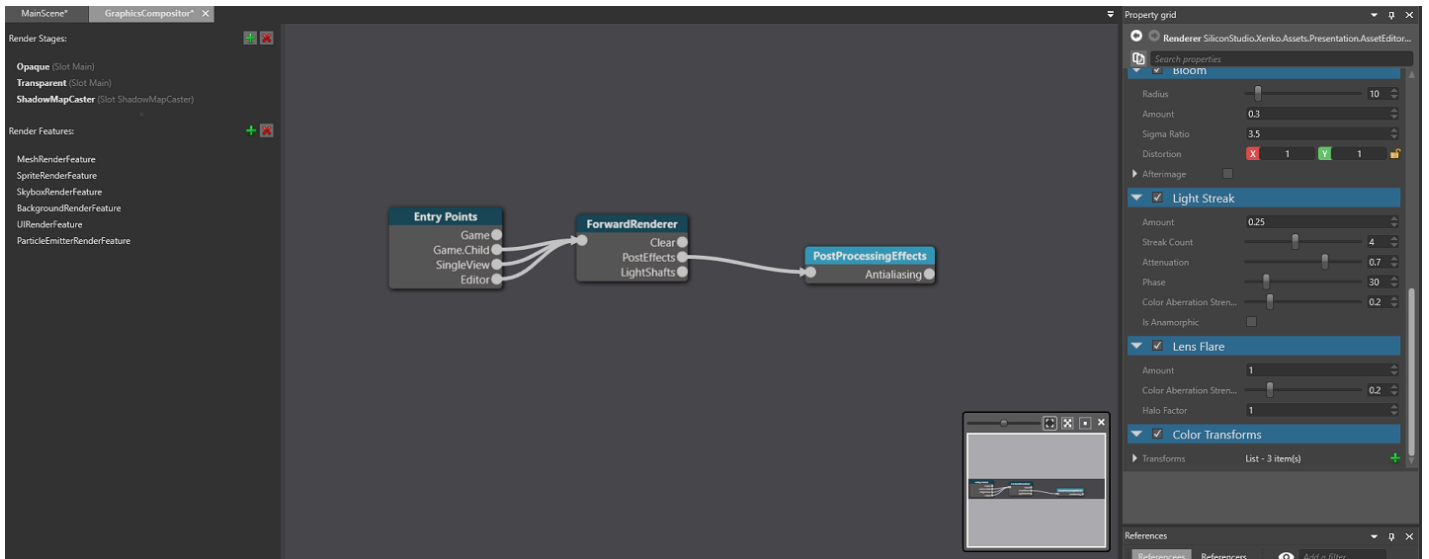 MainScene*
GraphicsCompositor* ×
Render Stages:
Opaque (Slot Main)
Transparent (Slot Main)
ShadowMapCaster (Slot ShadowMapCaster)
Render Features:
MeshRenderFeature
SpriteRenderFeature
SkyboxRenderFeature
BackgroundRenderFeature
UIRenderFeature
ParticleEmitterRenderFeature
Entry Points
Game
Game.Child
SingleView
Editor
ForwardRenderer
Clear
PostEffects
LightShafts
PostProcessingEffects
Antialiasing
Property grid
Renderer SiliconStudio.Xenko.Assets.Presentation.AssetEditor...
Search properties
Bloom
Radius 10
Amount 0.3
Sigma Ratio 3.5
Distortion X 1 Y 1
Afterimage
Light Streak
Amount 0.25
Streak Count 4
Attenuation 0.7
Phase 30
Color Aberration Stren... 0.2
Is Anamorphic
Lens Flare
Amount 1
Color Aberration Stren... 0.2
Halo Factor 1
Color Transforms
Transforms List - 3 item(s)
References
Referencees Referencers Add a filter